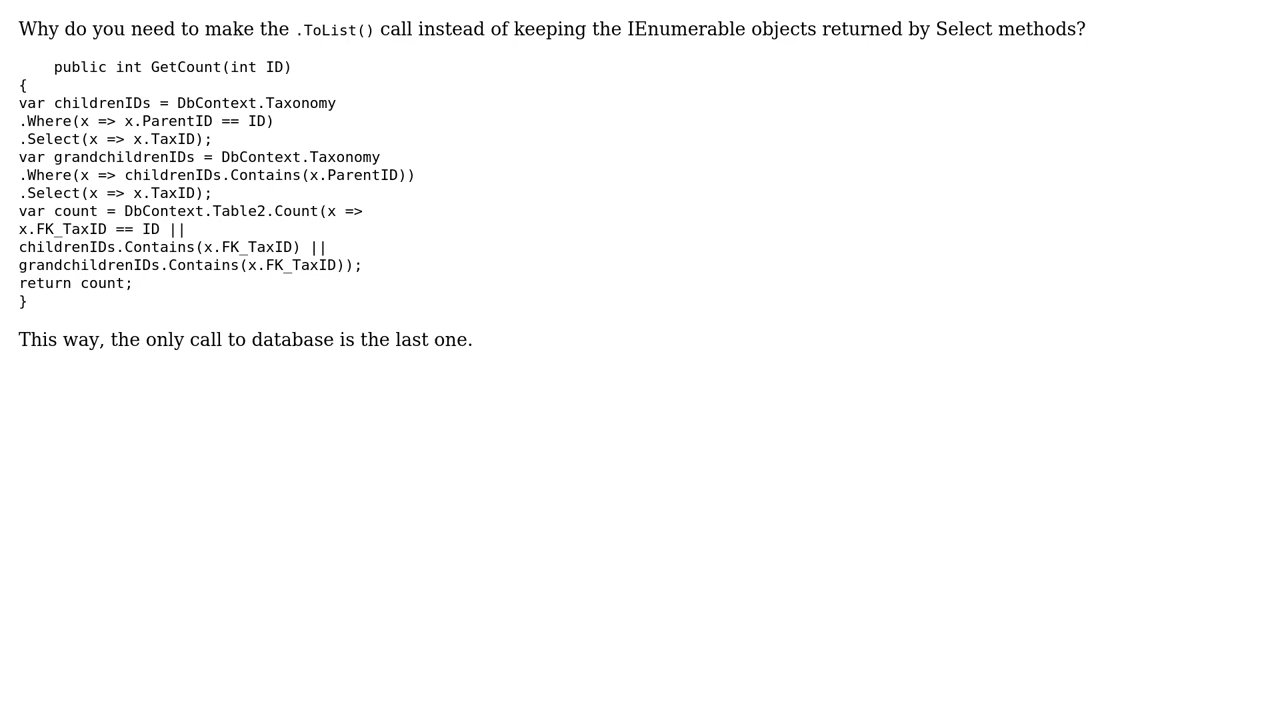 Why do you need to make the .ToList() call instead of keeping the IEnumerable objects returned by Select methods?
    public int GetCount(int ID)
{
var childrenIDs = DbContext.Taxonomy
.Where(x => x.ParentID == ID)
.Select(x => x.TaxID);
var grandchildrenIDs = DbContext.Taxonomy
.Where(x => childrenIDs.Contains(x.ParentID))
.Select(x => x.TaxID);
var count = DbContext.Table2.Count(x =>
x.FK_TaxID == ID ||
childrenIDs.Contains(x.FK_TaxID) ||
grandchildrenIDs.Contains(x.FK_TaxID));
return count;
}
This way, the only call to database is the last one.